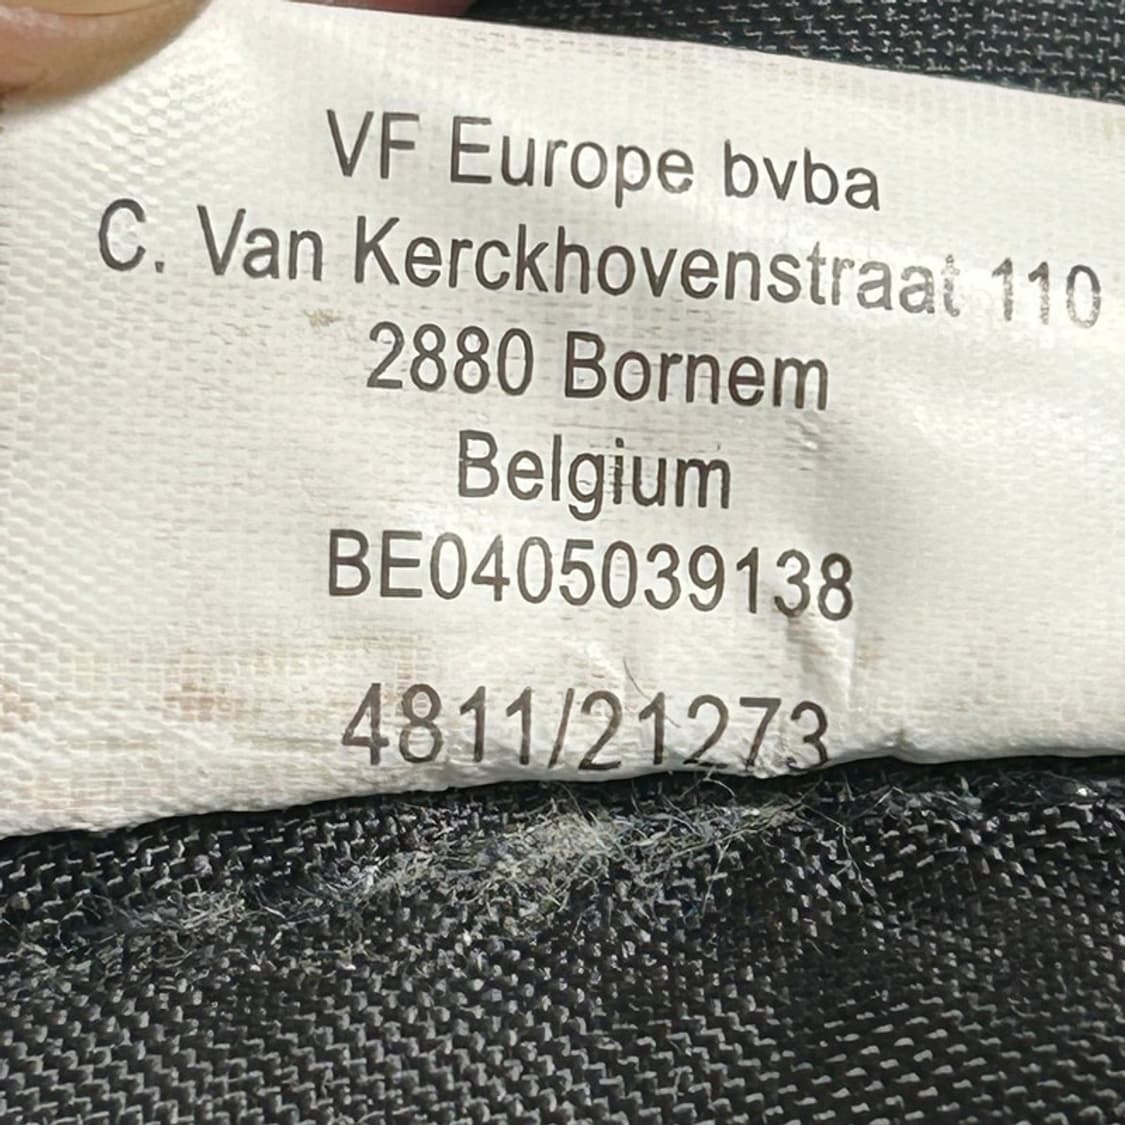 VF Europe bvba
C. Van Kerckhovenstraat 110
2880 Bornem
Belgium
BE0405039138
4811/21273